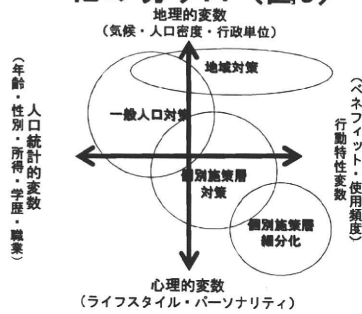 地理的変数
(気候・人口密度・行政単位)
地域対策
一般人口対策
人口統計的変数
(年齢・性別・所得・学歴・職業)
行動特性変数
(ベネフィット・使用頻度)
個別施策層
対策
個別施策層
細分化
心理的変数
(ライフスタイル・パーソナリティ)